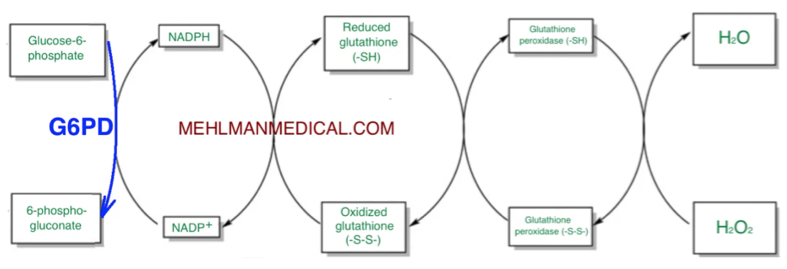 Glucose-6-
phosphate
NADPH
Reduced
glutathione
(-SH)
Glutathione
peroxidase (-SH)
H₂O
G6PD
MEHLMANMEDICAL.COM
6-phospho-
gluconate
NADP⁺
Oxidized
glutathione
(-S-S-)
Glutathione
peroxidase (-S-S-)
H₂O₂